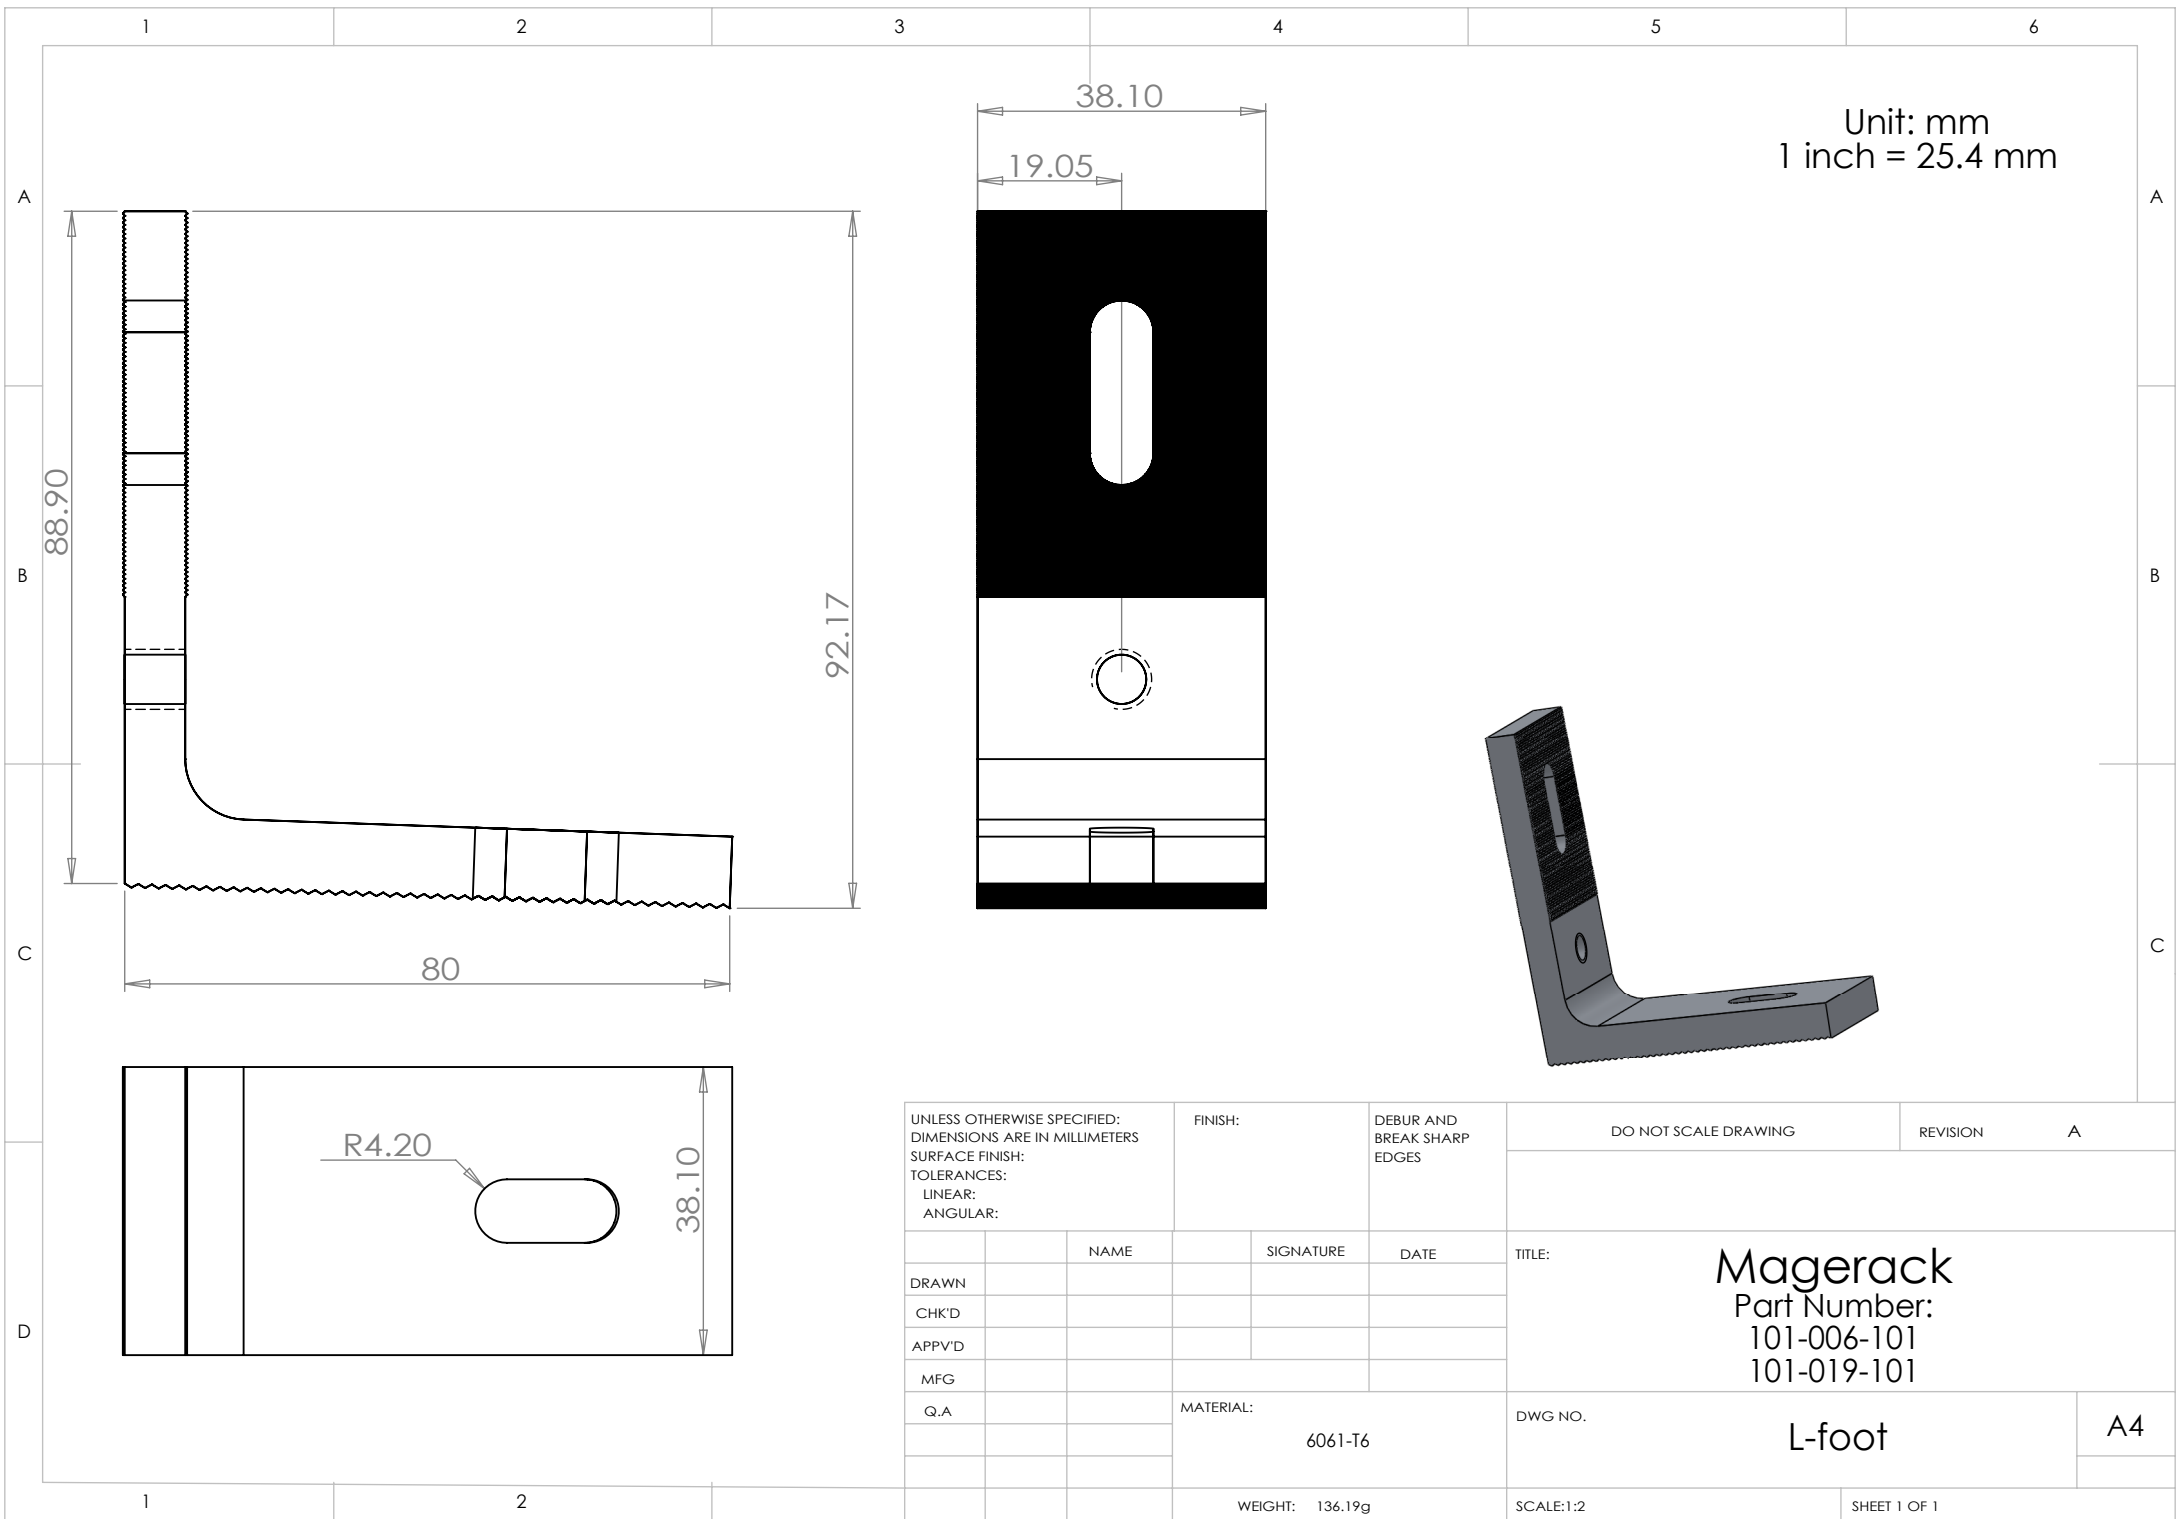 1 2 3 4 5 6
A A
B B
C C
D
38.10
19.05
Unit: mm
1 inch = 25.4 mm
88.90
92.17
80
R4.20
38.10
UNLESS OTHERWISE SPECIFIED:
DIMENSIONS ARE IN MILLIMETERS
SURFACE FINISH:
TOLERANCES:
LINEAR:
ANGULAR:
FINISH:
DEBUR AND
BREAK SHARP
EDGES
DO NOT SCALE DRAWING
REVISION A
NAME SIGNATURE DATE
DRAWN
CHK'D
APPV'D
MFG
Q.A
TITLE:
Magerack
Part Number:
101-006-101
101-019-101
MATERIAL:
6061-T6
DWG NO.
L-foot
A4
WEIGHT: 136.19g
SCALE:1:2
SHEET 1 OF 1
1 2